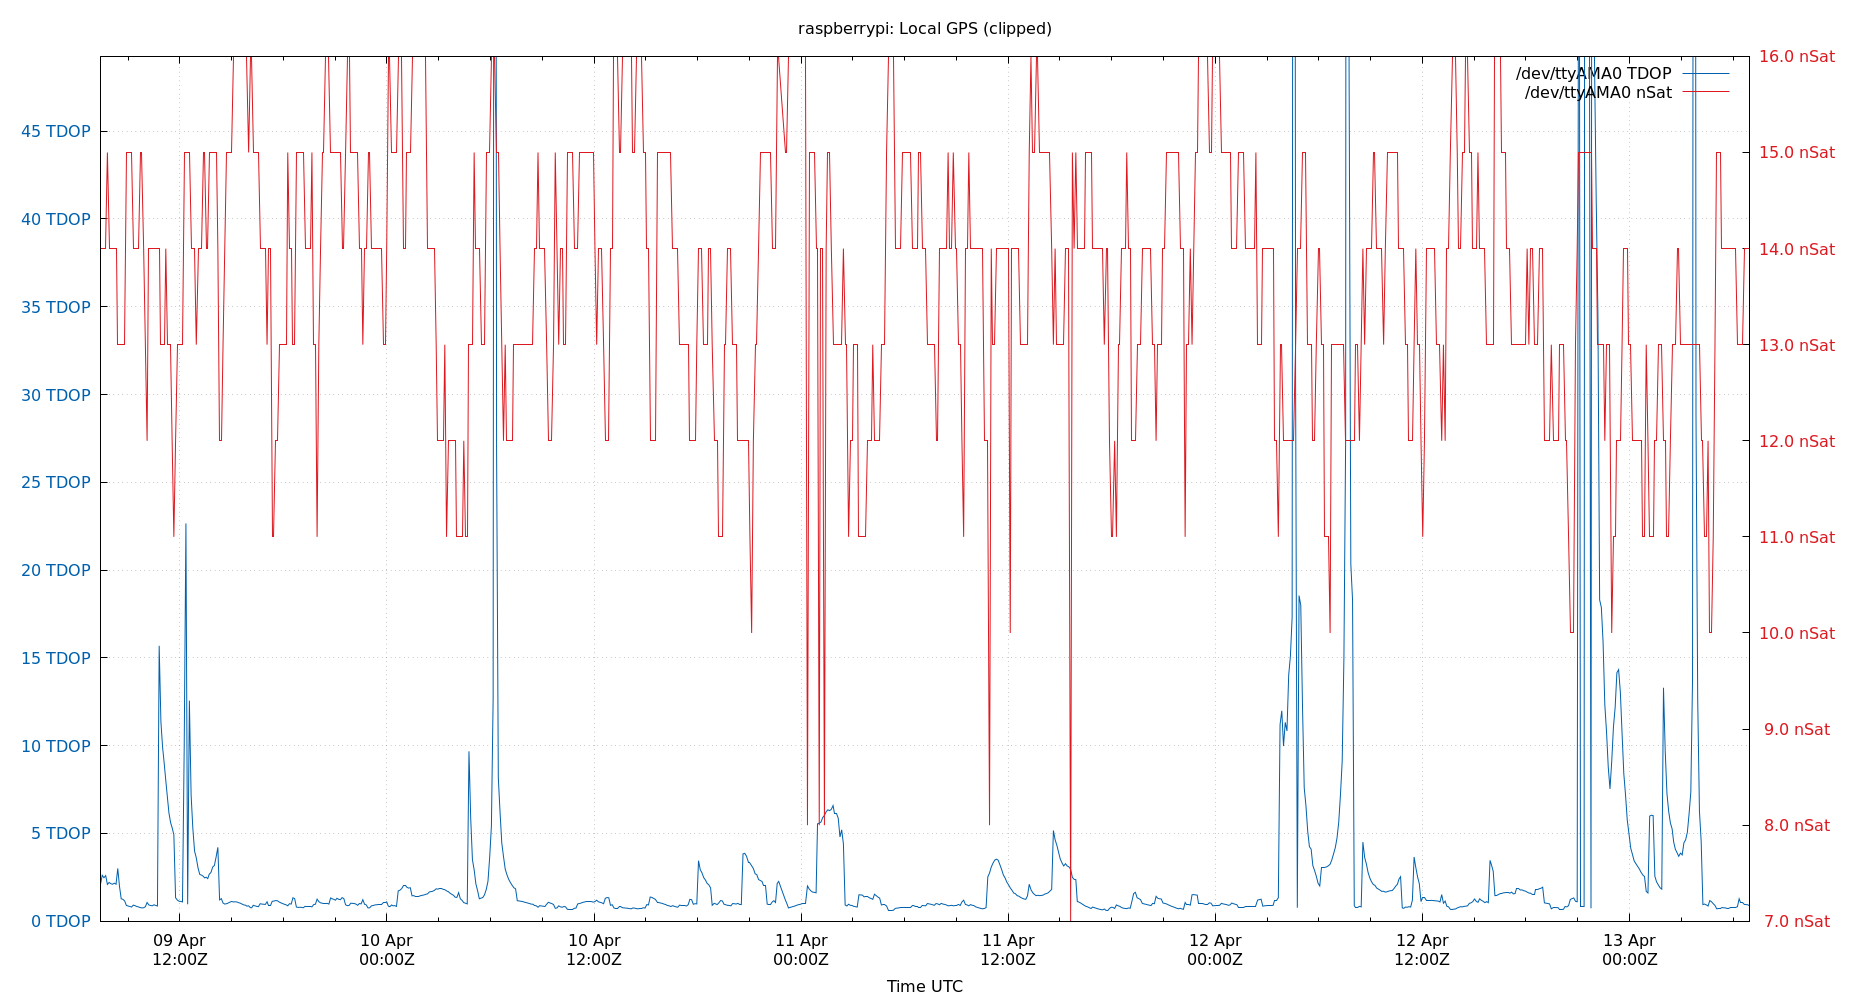 raspberrypi: Local GPS (clipped)
16.0 nSat
/dev/ttyAMA0 TDOP
/dev/ttyAMA0 nSat
45 TDOP
15.0 nSat
40 TDOP
14.0 nSat
35 TDOP
13.0 nSat
30 TDOP
12.0 nSat
25 TDOP
11.0 nSat
20 TDOP
10.0 nSat
15 TDOP
9.0 nSat
10 TDOP
8.0 nSat
5 TDOP
7.0 nSat
0 TDOP
09 Apr
12:00Z
10 Apr
00:00Z
10 Apr
12:00Z
11 Apr
00:00Z
11 Apr
12:00Z
12 Apr
00:00Z
12 Apr
12:00Z
13 Apr
00:00Z
Time UTC